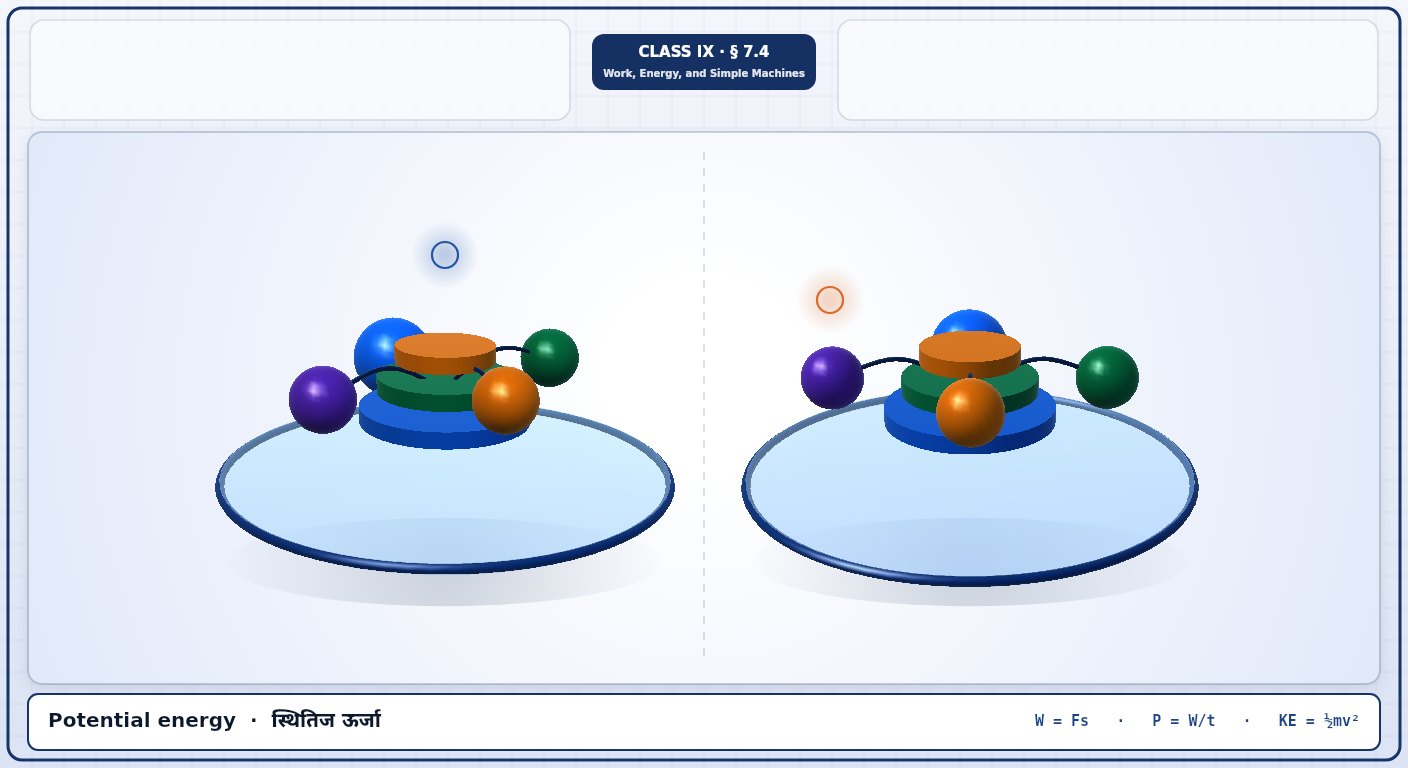 CLASS IX · § 7.4
Work, Energy, and Simple Machines
Potential energy · स्थितिज ऊर्जा
W = Fs · P = W/t · KE = ½mv²